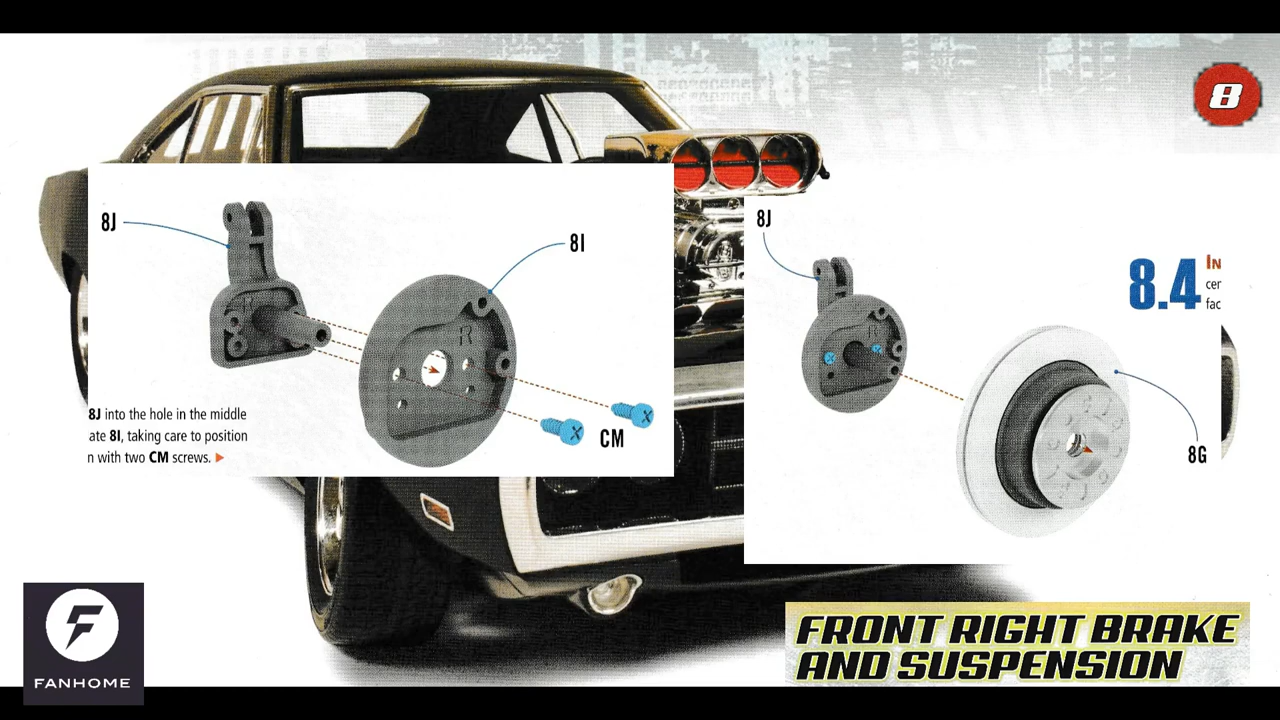 8
8J
8I
8J into the hole in the middle
ate 8I, taking care to position
n with two CM screws.
CM
R
8J
8.4 IN
cer
fac
R
8G
FRONT RIGHT BRAKE
AND SUSPENSION
F
FANHOME